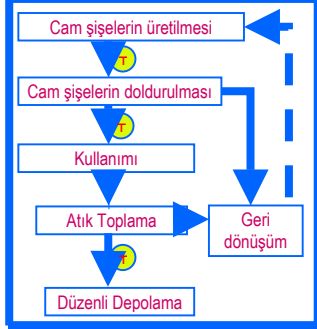 Cam şişelerin üretilmesi
T
Cam şişelerin doldurulması
T
Kullanımı
Atık Toplama
Geri
dönüşüm
T
Düzenli Depolama